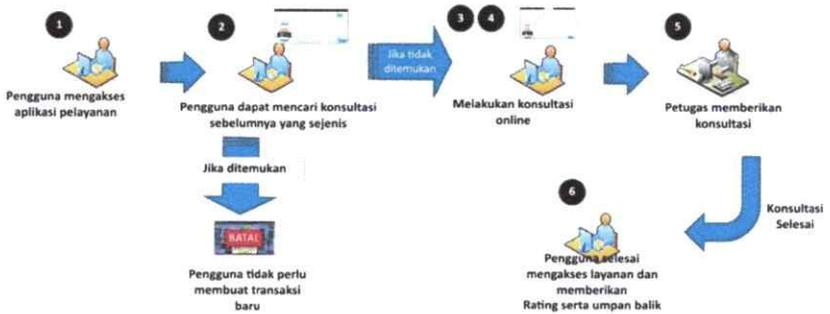 1
Pengguna mengakses
aplikasi pelayanan
2
Pengguna dapat mencari konsultasi
sebelumnya yang sejenis
Jika tidak
ditemukan
Jika ditemukan
BATAL
Pengguna tidak perlu
membuat transaksi
baru
3 4
Melakukan konsultasi
online
5
Petugas memberikan
konsultasi
Konsultasi
Selesai
6
Pengguna selesai
mengakses layanan dan
memberikan
Rating serta umpan balik